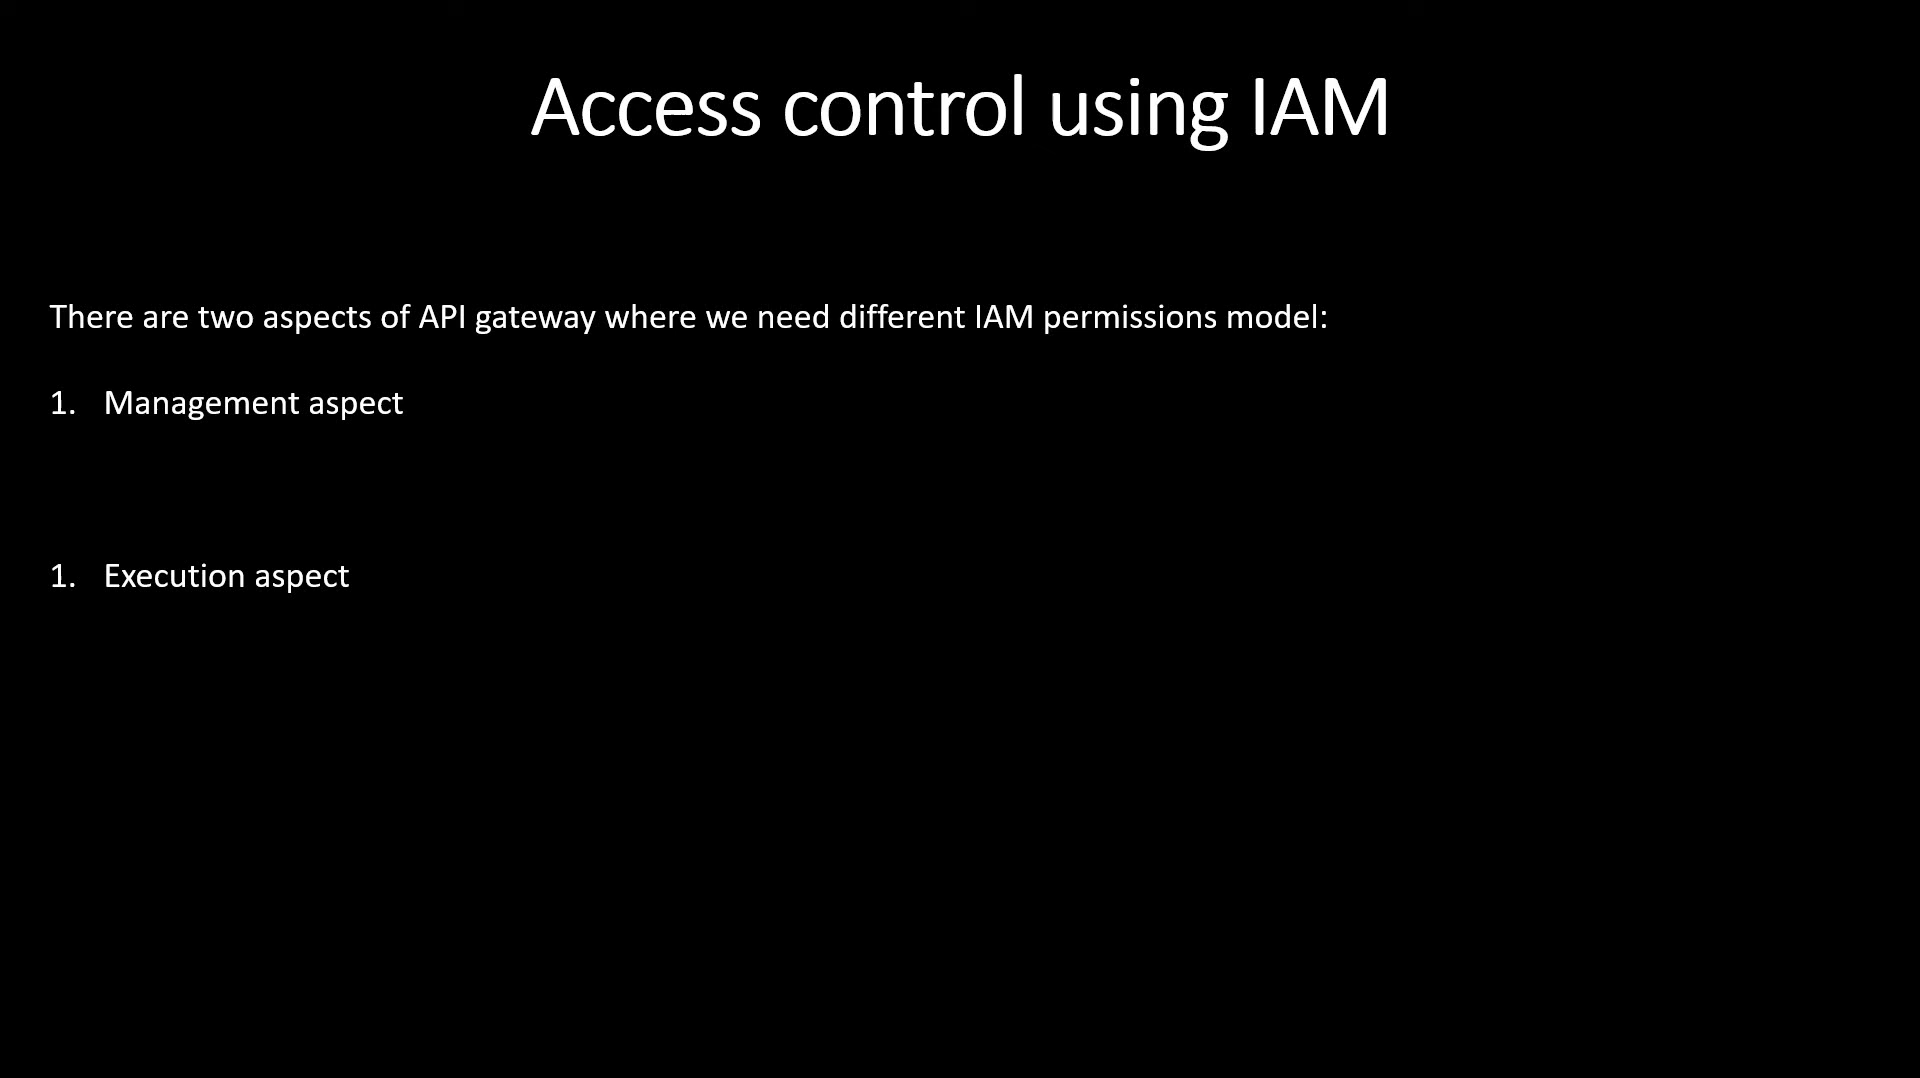 Access control using IAM
There are two aspects of API gateway where we need different IAM permissions model:
1. Management aspect
1. Execution aspect